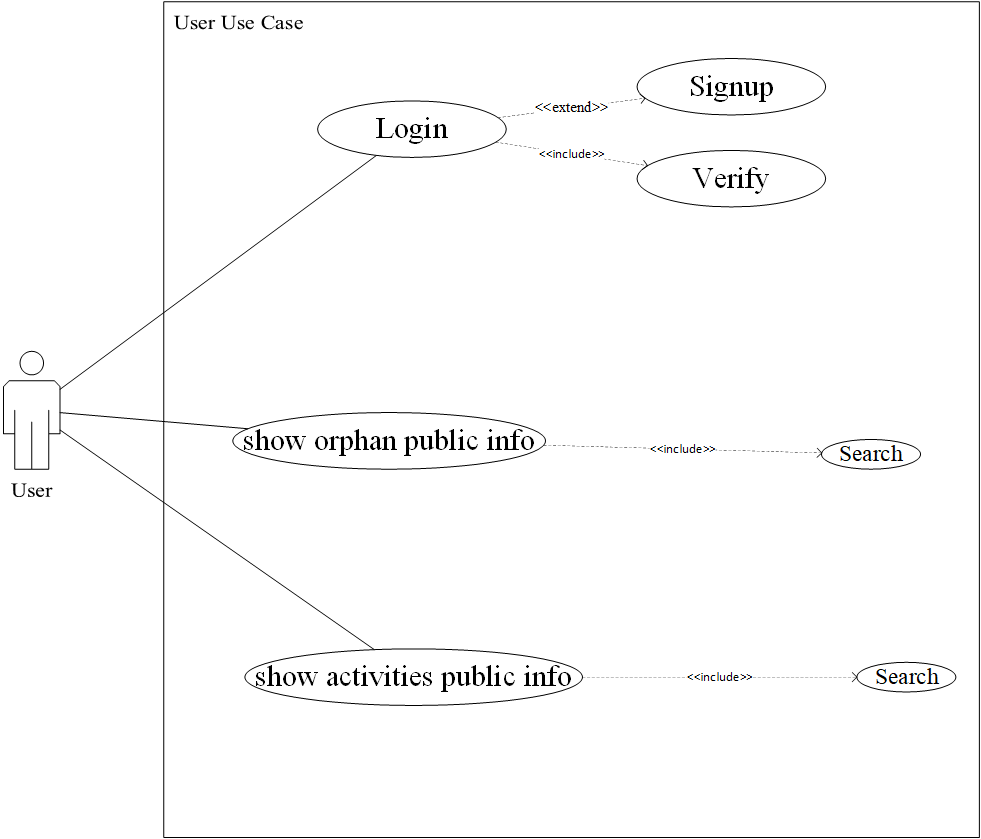 User Use Case
Signup
<<extend>>
Login
<<include>>
Verify
show orphan public info
<<include>>
Search
User
show activities public info
<<include>>
Search